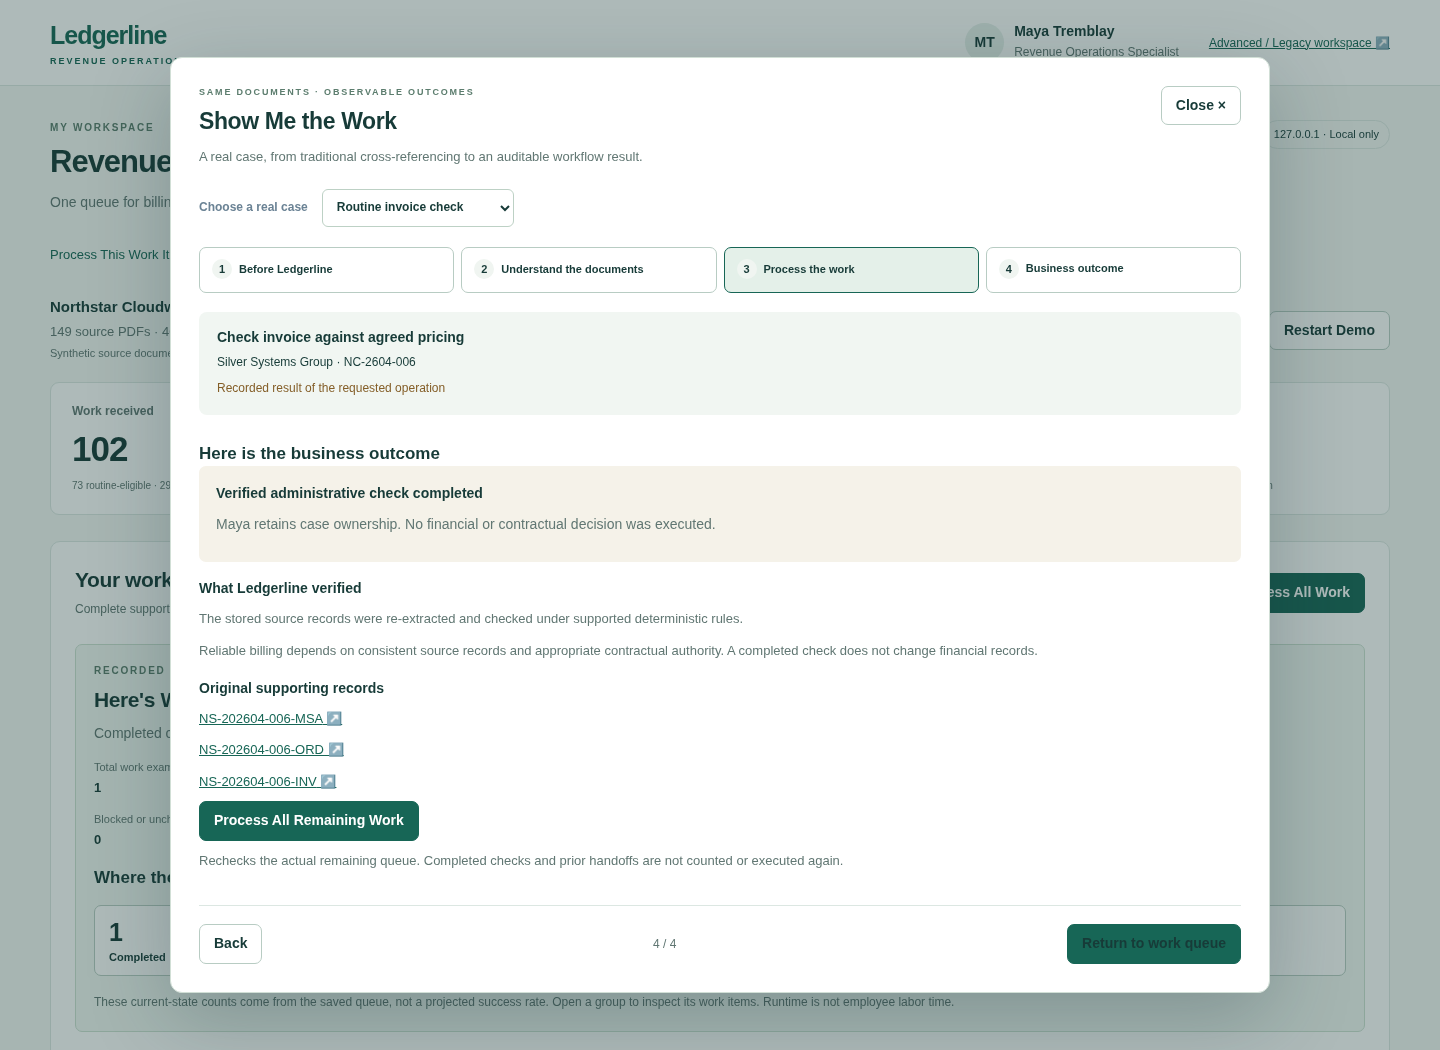 Ledgerline
REVENUE OPERATIO
MT
Maya Tremblay
Revenue Operations Specialist
Advanced / Legacy workspace ↗
MY WORKSPACE
127.0.0.1 · Local only
Revenue
One queue for billin
Process This Work It
Northstar Cloudw
149 source PDFs · 4
Synthetic source docume
Restart Demo
Work received
102
73 routine-eligible · 29
Your work
Complete support
ess All Work
RECORDED
Here's W
Completed c
Total work exam
1
Blocked or unch
0
Where the
1
Completed
These current-state counts come from the saved queue, not a projected success rate. Open a group to inspect its work items. Runtime is not employee labor time.
SAME DOCUMENTS · OBSERVABLE OUTCOMES
Show Me the Work
Close ×
A real case, from traditional cross-referencing to an auditable workflow result.
Choose a real case
Routine invoice check
1 Before Ledgerline
2 Understand the documents
3 Process the work
4 Business outcome
Check invoice against agreed pricing
Silver Systems Group · NC-2604-006
Recorded result of the requested operation
Here is the business outcome
Verified administrative check completed
Maya retains case ownership. No financial or contractual decision was executed.
What Ledgerline verified
The stored source records were re-extracted and checked under supported deterministic rules.
Reliable billing depends on consistent source records and appropriate contractual authority. A completed check does not change financial records.
Original supporting records
NS-202604-006-MSA ↗
NS-202604-006-ORD ↗
NS-202604-006-INV ↗
Process All Remaining Work
Rechecks the actual remaining queue. Completed checks and prior handoffs are not counted or executed again.
Back
4 / 4
Return to work queue